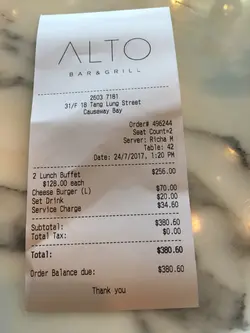 ALTO
BAR & GRILL
2603 7181
31/F 18 Tang Lung Street
Causeway Bay
Order# 496244
Seat Count=2
Server: Richa M
Table: 42
Date: 24/7/2017, 1:20 PM
2 Lunch Buffet $256.00
$128.00 each
Cheese Burger (L) $70.00
Set Drink $20.00
Service Charge $34.60
Subtotal: $380.60
Total Tax: $0.00
Total: $380.60
Order Balance due: $380.60
Thank you